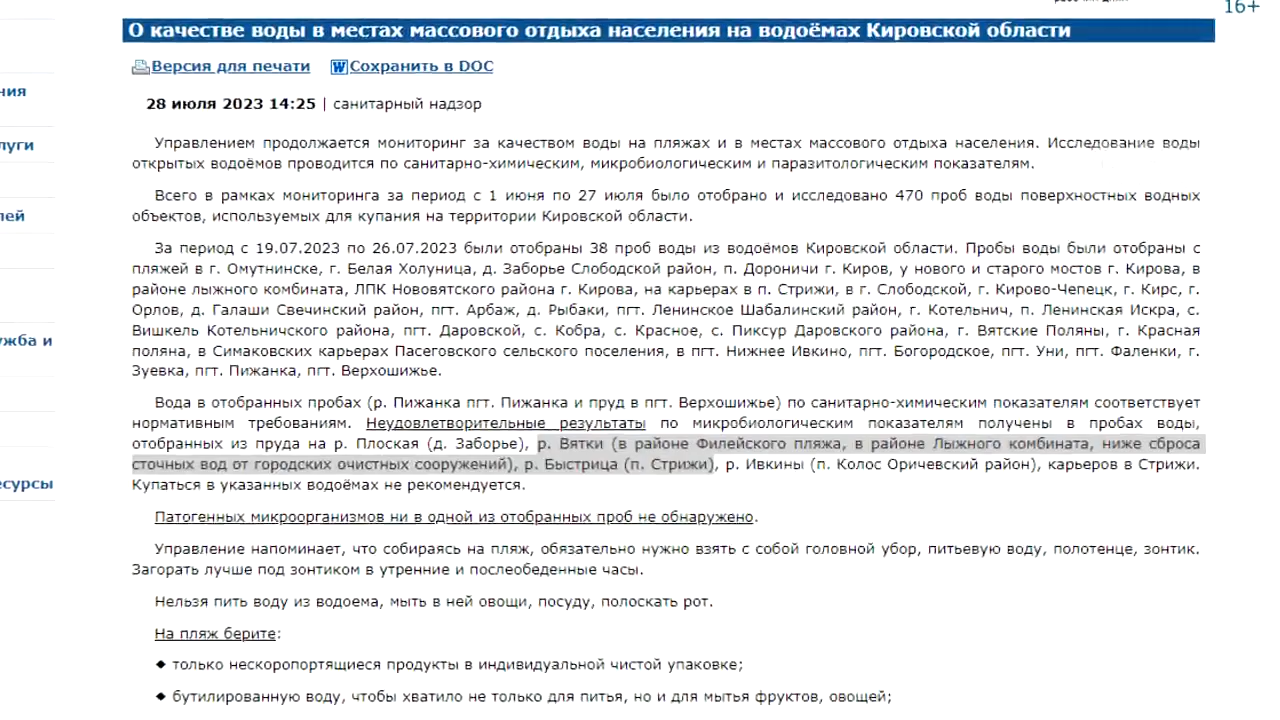 16+
О качестве воды в местах массового отдыха населения на водоёмах Кировской области
Версия для печати Сохранить в DOC
ния
28 июля 2023 14:25 | санитарный надзор
луги
Управлением продолжается мониторинг за качеством воды на пляжах и в местах массового отдыха населения. Исследование воды
открытых водоёмов проводится по санитарно-химическим, микробиологическим и паразитологическим показателям.
Всего в рамках мониторинга за период с 1 июня по 27 июля было отобрано и исследовано 470 проб воды поверхностных водных
объектов, используемых для купания на территории Кировской области.
лей
За период с 19.07.2023 по 26.07.2023 были отобраны 38 проб воды из водоёмов Кировской области. Пробы воды были отобраны с
пляжей в г. Омутнинске, г. Белая Холуница, д. Заборье Слободской район, п. Дороничи г. Киров, у нового и старого мостов г. Кирова, в
районе лыжного комбината, ЛПК Нововятского района г. Кирова, на карьерах в п. Стрижи, в г. Слободской, г. Кирово-Чепецк, г. Кирс, г.
Орлов, д. Галаши Свечинский район, пгт. Арбаж, д. Рыбаки, пгт. Ленинское Шабалинский район, г. Котельнич, п. Ленинская Искра, с.
Вишкель Котельничского района, пгт. Даровской, с. Кобра, с. Красное, с. Пиксур Даровского района, г. Вятские Поляны, г. Красная
поляна, в Симаковских карьерах Пасеговского сельского поселения, в пгт. Нижнее Ивкино, пгт. Богородское, пгт. Уни, пгт. Фаленки, г.
Зуевка, пгт. Пижанка, пгт. Верхошижье.
ужба и
Вода в отобранных пробах (р. Пижанка пгт. Пижанка и пруд в пгт. Верхошижье) по санитарно-химическим показателям соответствует
нормативным требованиям. Неудовлетворительные результаты по микробиологическим показателям получены в пробах воды,
отобранных из пруда на р. Плоская (д. Заборье), р. Вятки (в районе Филейского пляжа, в районе Лыжного комбината, ниже сброса
сточных вод от городских очистных сооружений), р. Быстрица (п. Стрижи), р. Ивкины (п. Колос Оричевский район), карьеров в Стрижи.
Купаться в указанных водоёмах не рекомендуется.
есурсы
Патогенных микроорганизмов ни в одной из отобранных проб не обнаружено.
Управление напоминает, что собираясь на пляж, обязательно нужно взять с собой головной убор, питьевую воду, полотенце, зонтик.
Загорать лучше под зонтиком в утренние и послеобеденные часы.
Нельзя пить воду из водоема, мыть в ней овощи, посуду, полоскать рот.
На пляж берите:
◆ только нескоропортящиеся продукты в индивидуальной чистой упаковке;
◆ бутилированную воду, чтобы хватило не только для питья, но и для мытья фруктов, овощей;